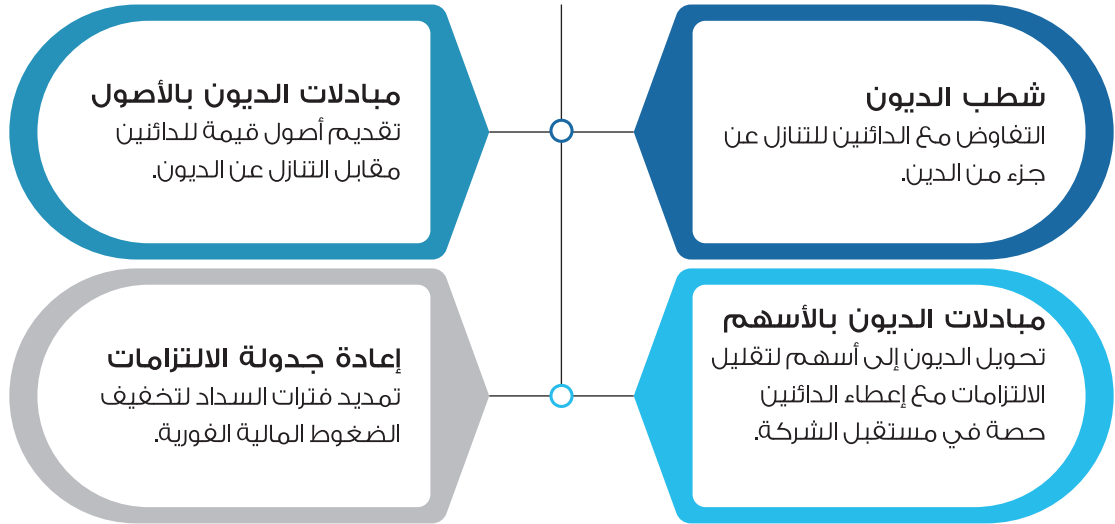 شطب الديون
التفاوض مع الدائنين للتنازل عن
جزء من الدين.
مبادلات الديون بالأصول
تقديم أصول قيمة للدائنين
مقابل التنازل عن الديون.
مبادلات الديون بالأسهم
تحويل الديون إلى أسهم لتقليل
الالتزامات مع إعطاء الدائنين
حصة في مستقبل الشركة.
إعادة جدولة الالتزامات
تمديد فترات السداد لتخفيف
الضغوط المالية الفورية.